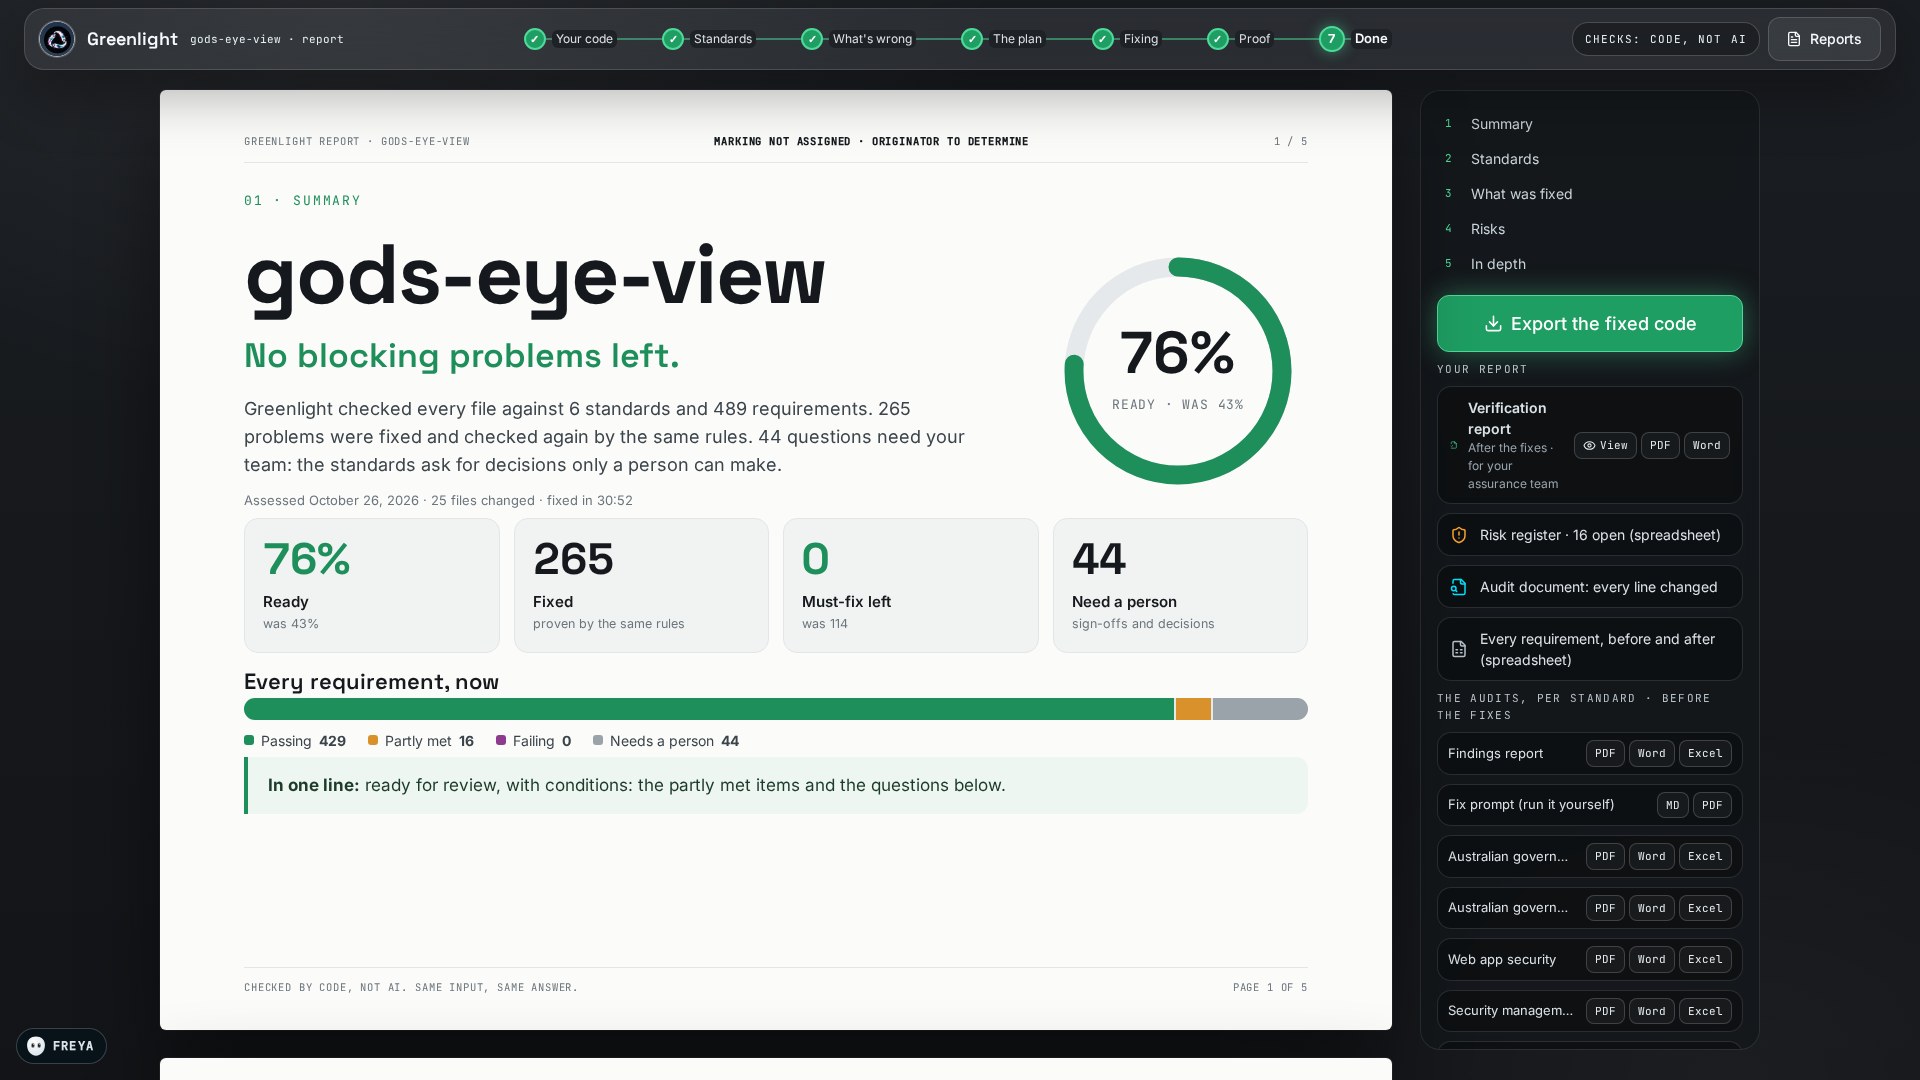 Greenlight gods-eye-view · report
✓ Your code ✓ Standards ✓ What's wrong ✓ The plan ✓ Fixing ✓ Proof 7 Done
CHECKS: CODE, NOT AI
Reports
GREENLIGHT REPORT · GODS-EYE-VIEW
MARKING NOT ASSIGNED · ORIGINATOR TO DETERMINE
1 / 5
01 · SUMMARY
gods-eye-view
No blocking problems left.
Greenlight checked every file against 6 standards and 489 requirements. 265
problems were fixed and checked again by the same rules. 44 questions need your
team: the standards ask for decisions only a person can make.
Assessed October 26, 2026 · 25 files changed · fixed in 30:52
76%
READY · WAS 43%
76%
Ready
was 43%
265
Fixed
proven by the same rules
0
Must-fix left
was 114
44
Need a person
sign-offs and decisions
Every requirement, now
Passing 429 Partly met 16 Failing 0 Needs a person 44
In one line: ready for review, with conditions: the partly met items and the questions below.
CHECKED BY CODE, NOT AI. SAME INPUT, SAME ANSWER.
PAGE 1 OF 5
1 Summary
2 Standards
3 What was fixed
4 Risks
5 In depth
Export the fixed code
YOUR REPORT
Verification
report
After the fixes ·
for your
assurance team
View PDF Word
Risk register · 16 open (spreadsheet)
Audit document: every line changed
Every requirement, before and after
(spreadsheet)
THE AUDITS, PER STANDARD · BEFORE
THE FIXES
Findings report PDF Word Excel
Fix prompt (run it yourself) MD PDF
Australian govern... PDF Word Excel
Australian govern... PDF Word Excel
Web app security PDF Word Excel
Security managem... PDF Word Excel
FREYA